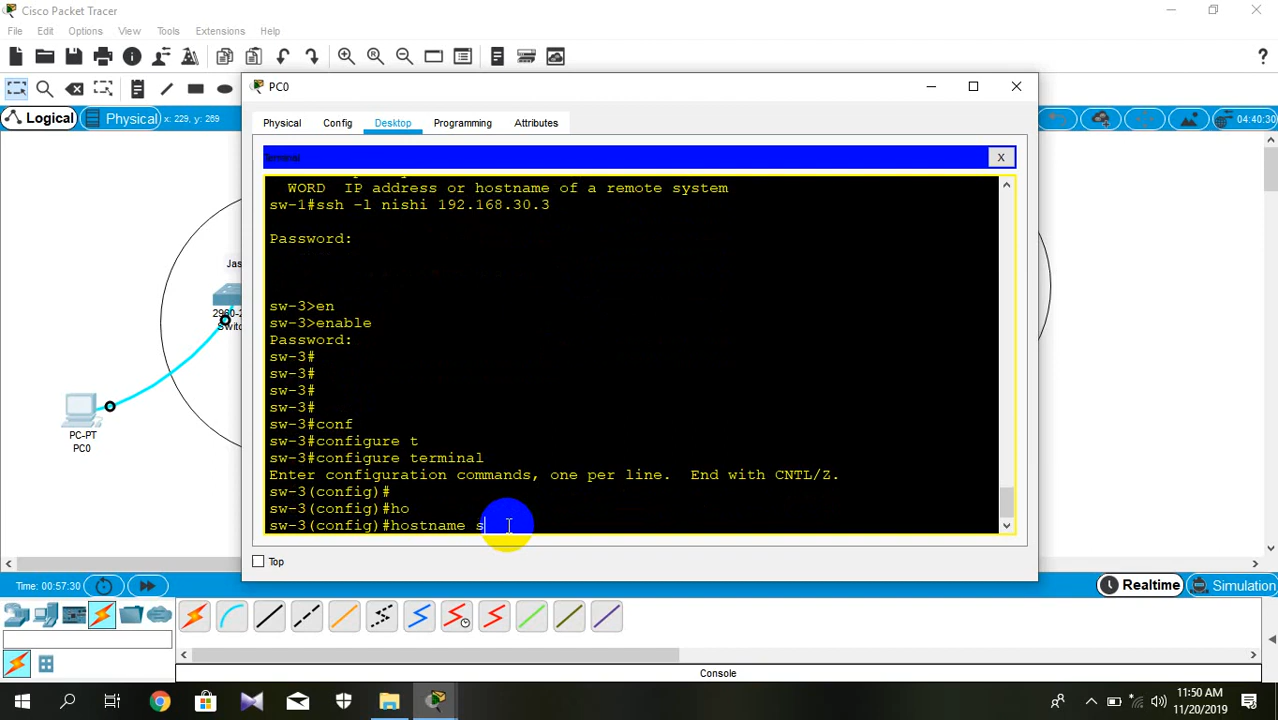 Cisco Packet Tracer
File Edit Options View Tools Extensions Help
Logical
Physical
x: 229, y: 289
04:40:30
PC0
Physical Config Desktop Programming Attributes
Terminal
X
WORD IP address or hostname of a remote system
sw-1#ssh -l nishi 192.168.30.3
Password:
sw-3>en
sw-3>enable
Password:
sw-3#
sw-3#
sw-3#
sw-3#
sw-3#conf
sw-3#configure t
sw-3#configure terminal
Enter configuration commands, one per line. End with CNTL/Z.
sw-3(config)#
sw-3(config)#ho
sw-3(config)#hostname s
Top
Jas
Swit
PC-PT
PC0
Time: 00:57:30
Realtime
Simulation
Console
11:50 AM
11/20/2019